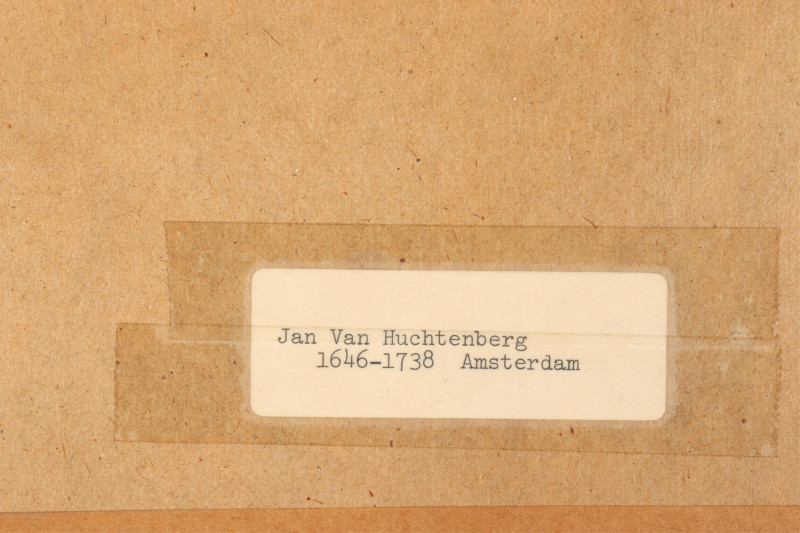 Jan Van Huchtenberg
1646-1738 Amsterdam